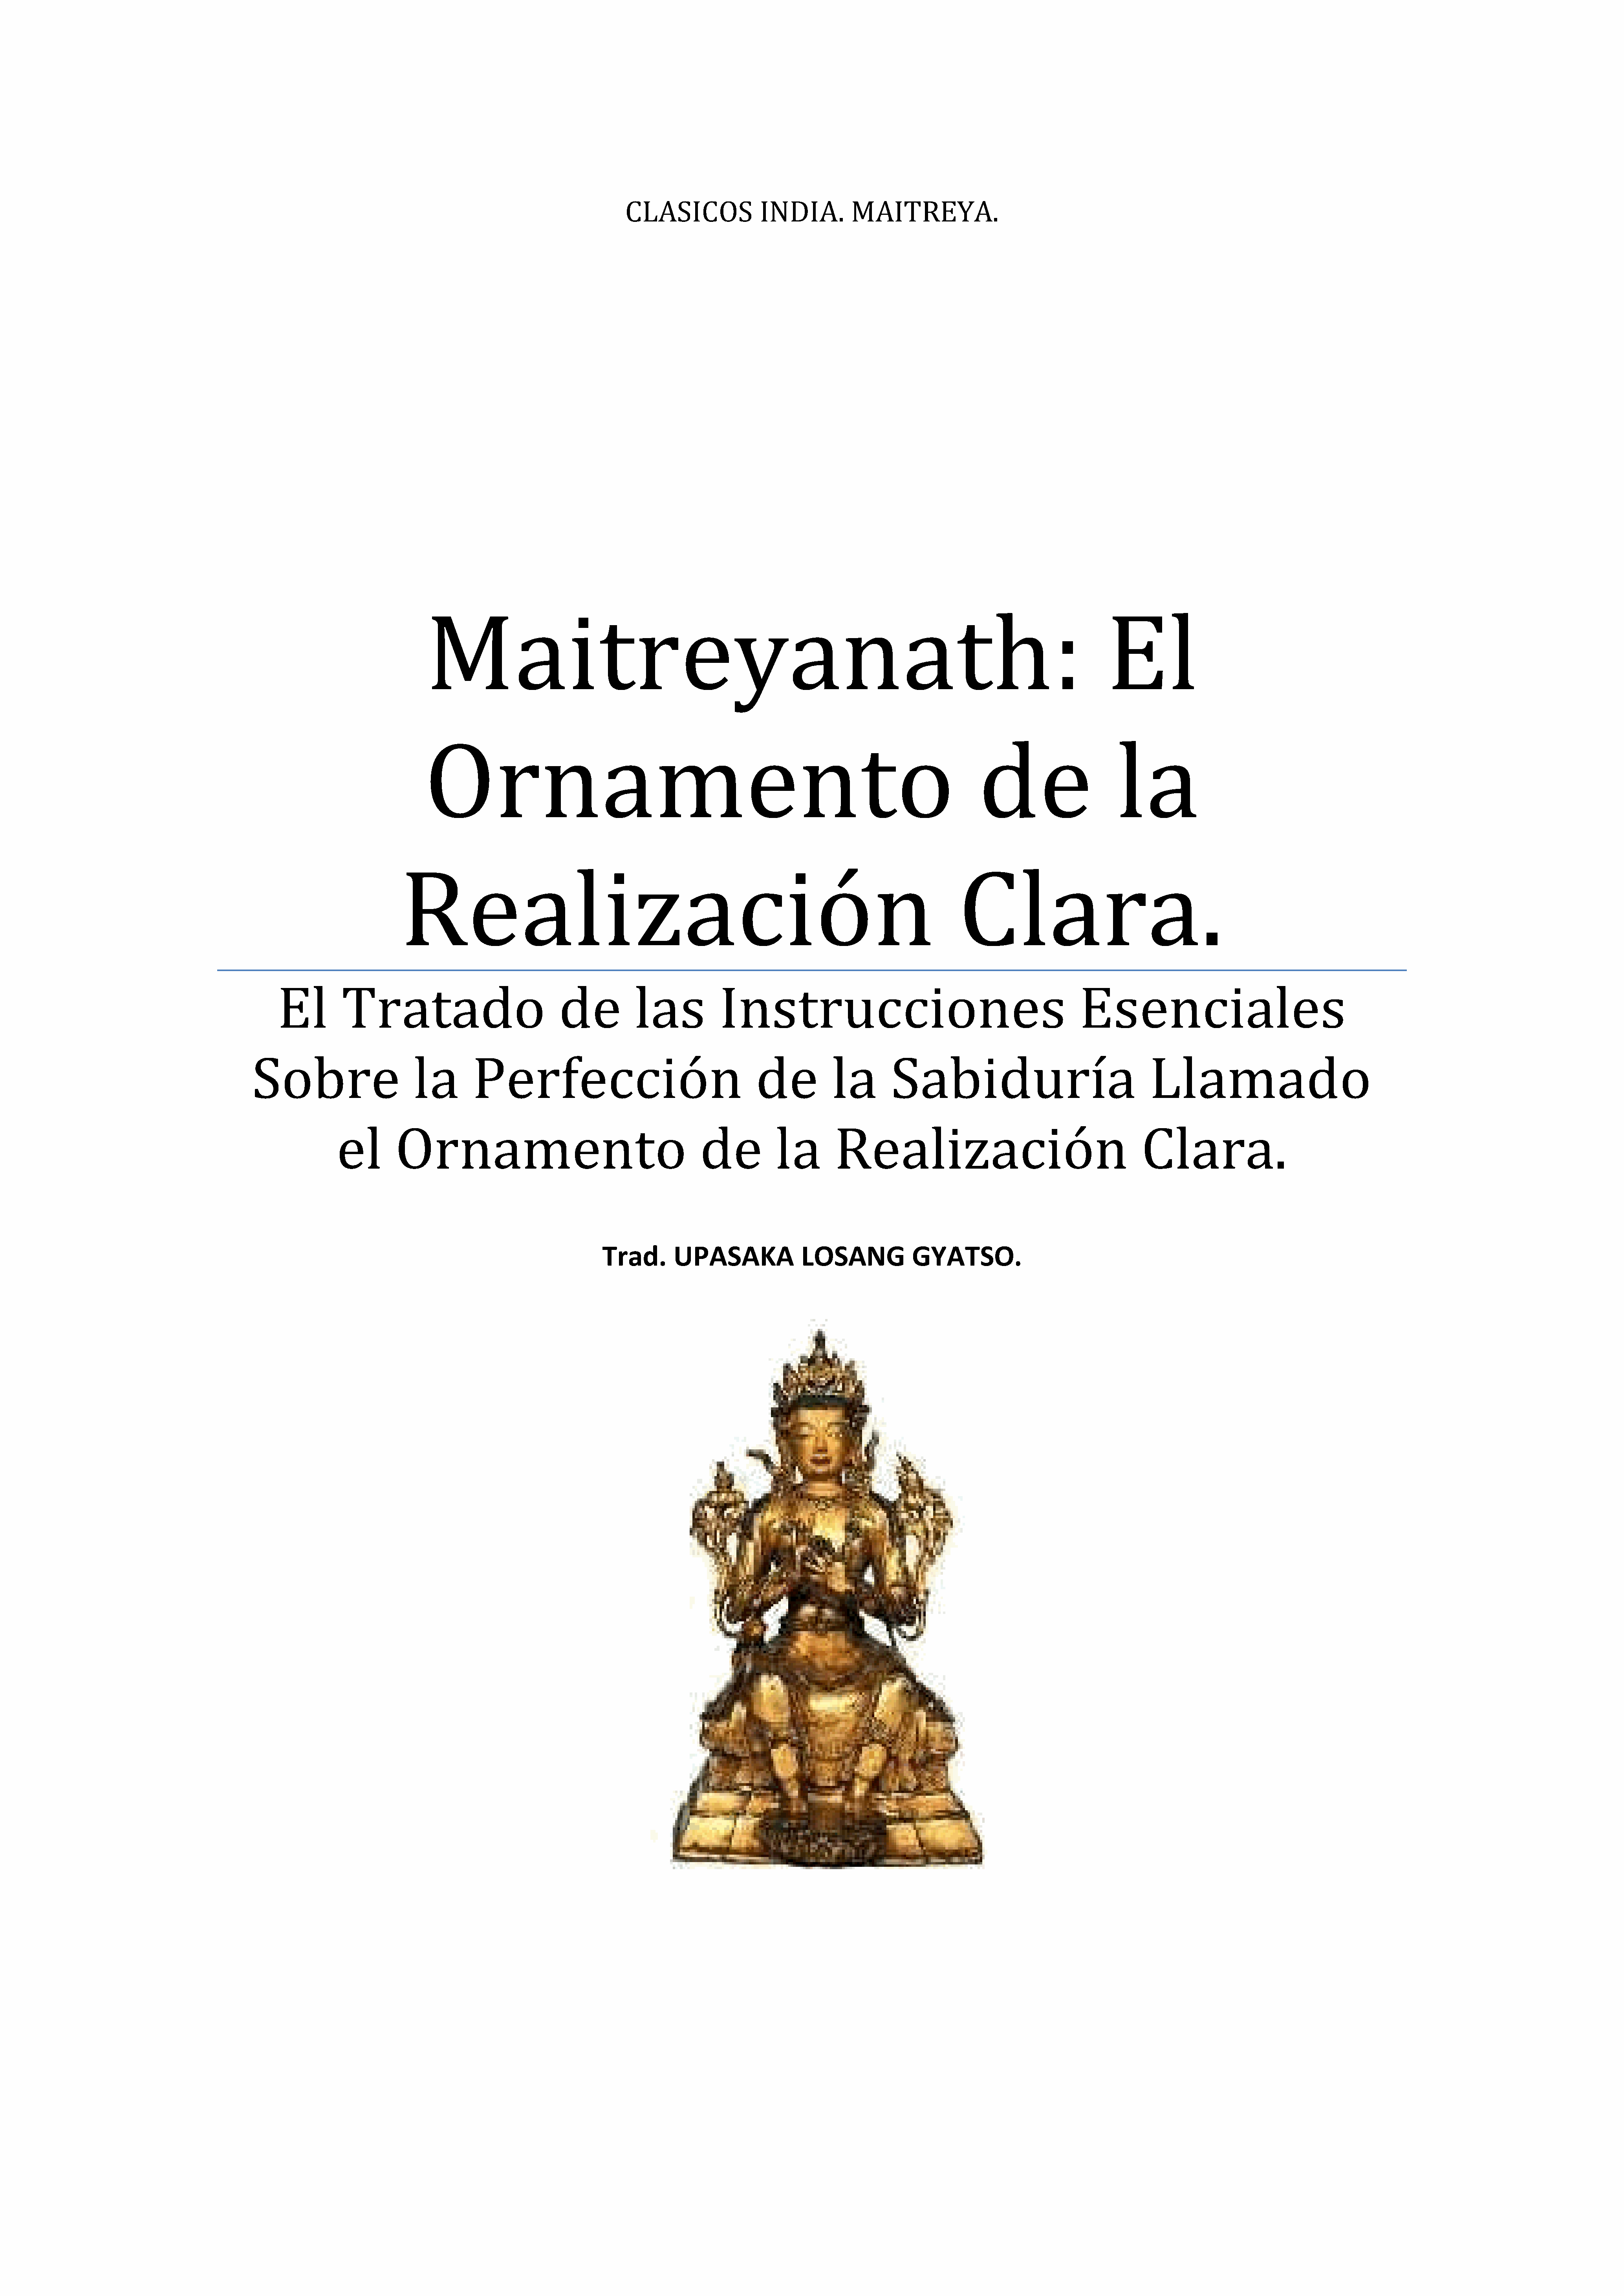 CLASICOS INDIA. MAITREYA.
Maitreyanath: El
Ornamento de la
Realización Clara.
El Tratado de las Instrucciones Esenciales
Sobre la Perfección de la Sabiduría Llamado
el Ornamento de la Realización Clara.
Trad. UPASAKA LOSANG GYATSO.